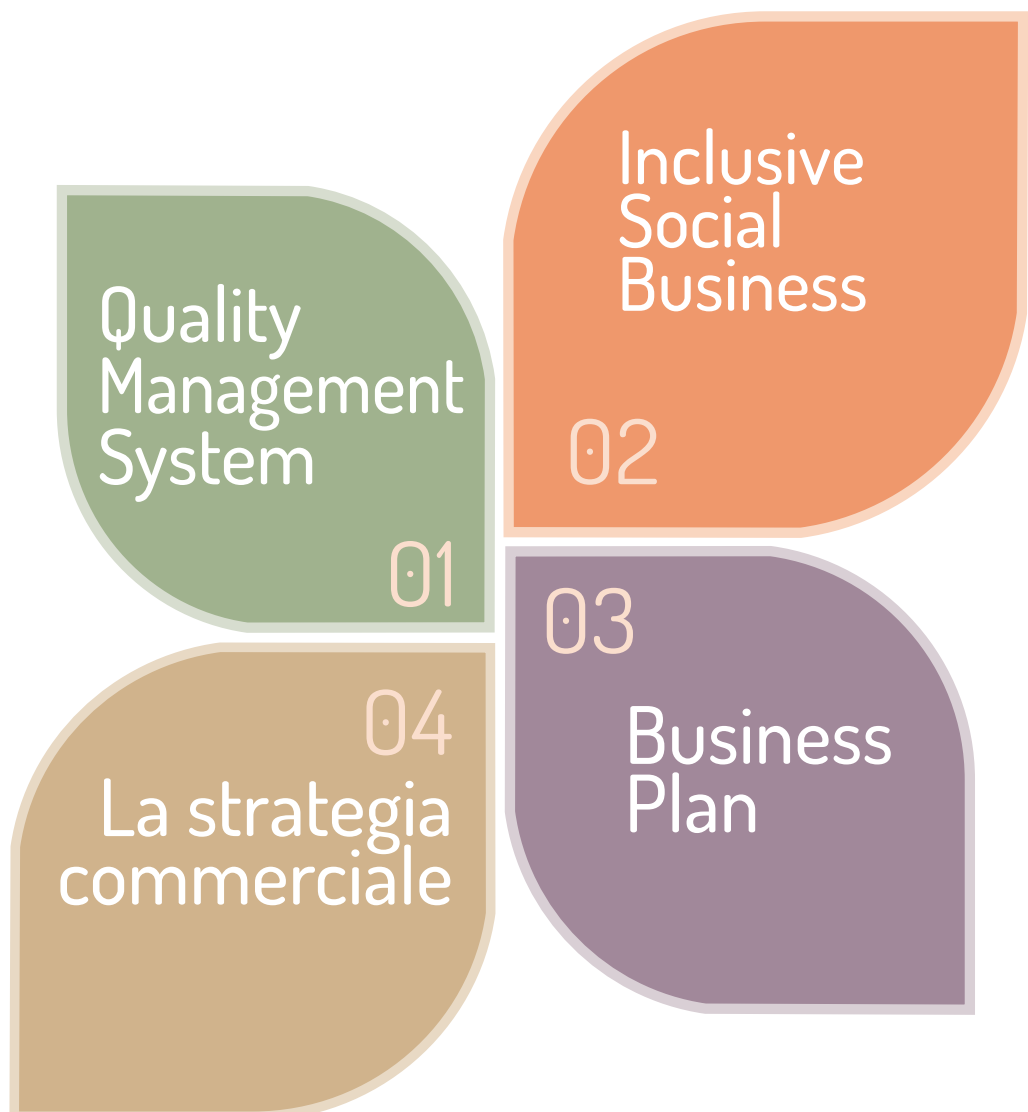 Quality
Management
System
01
Inclusive
Social
Business
02
03
Business
Plan
04
La strategia
commerciale